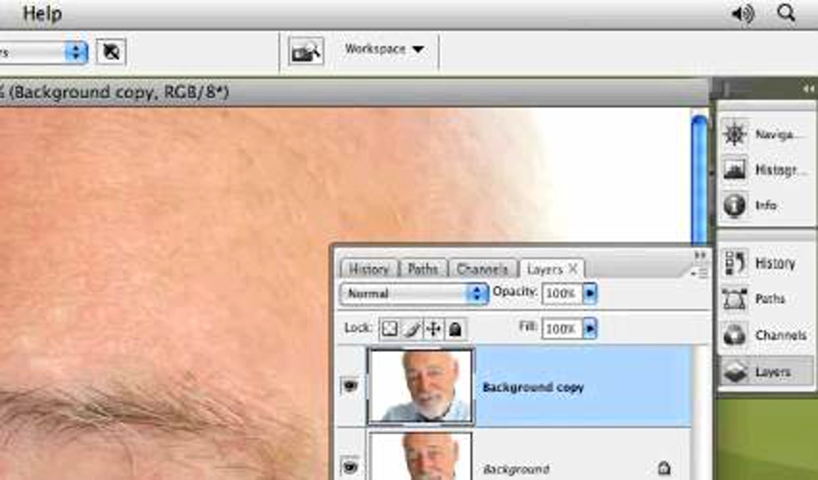 Help
Workspace
% (Background copy, RGB/8*)
Naviga...
Histogr...
Info
History Paths Channels Layers X
Normal Opacity: 100%
Lock: Fill: 100%
Background copy
Background
History
Paths
Channels
Layers